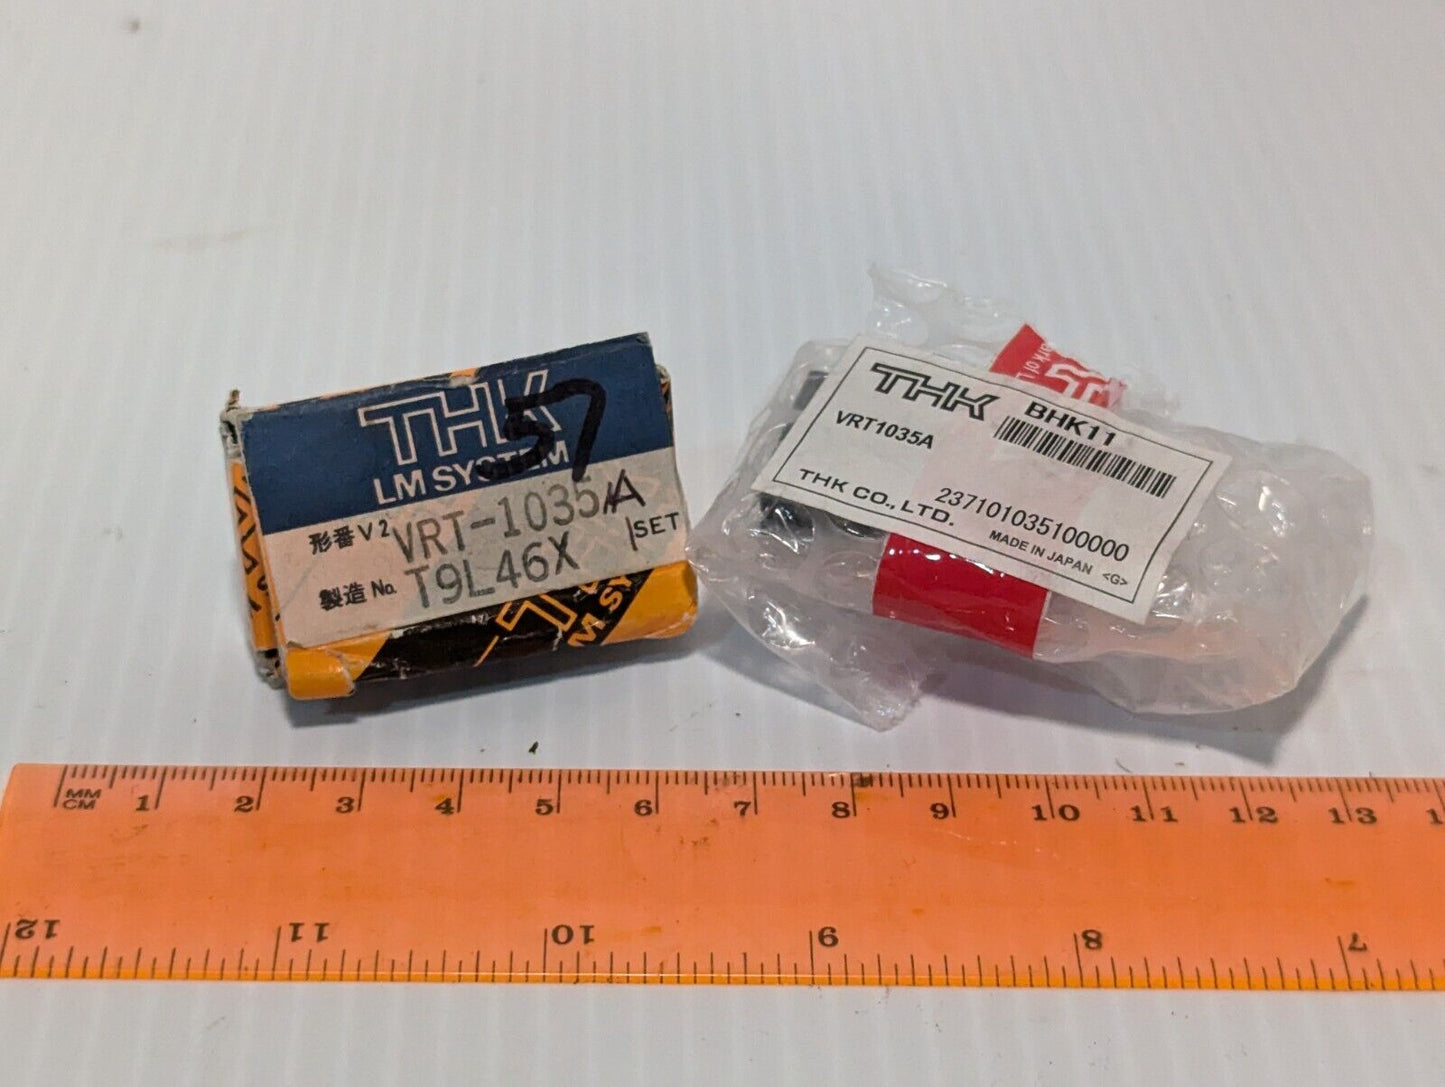 THK
57
LM SYSTEM
形番 V2 VRT-1035A
1SET
製造 No. T9L46X
THK BHK11
VRT1035A
237101035100000
THK CO., LTD.
MADE IN JAPAN <G>
MM
CM
1 2 3 4 5 6 7 8 9 10 11 12 13
12 11 10 9 8 7